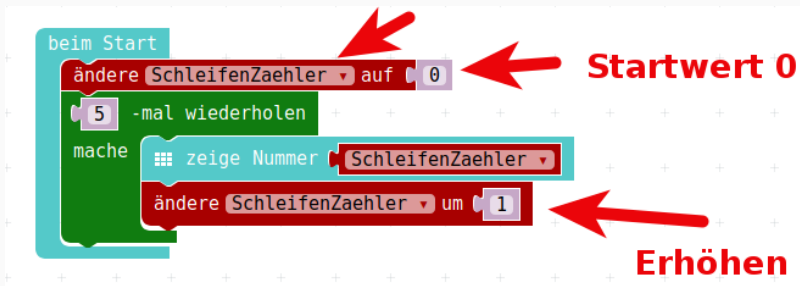 beim Start
ändere SchleifenZaehler ▾ auf 0
Startwert 0
5 -mal wiederholen
mache
zeige Nummer SchleifenZaehler ▾
ändere SchleifenZaehler ▾ um 1
Erhöhen